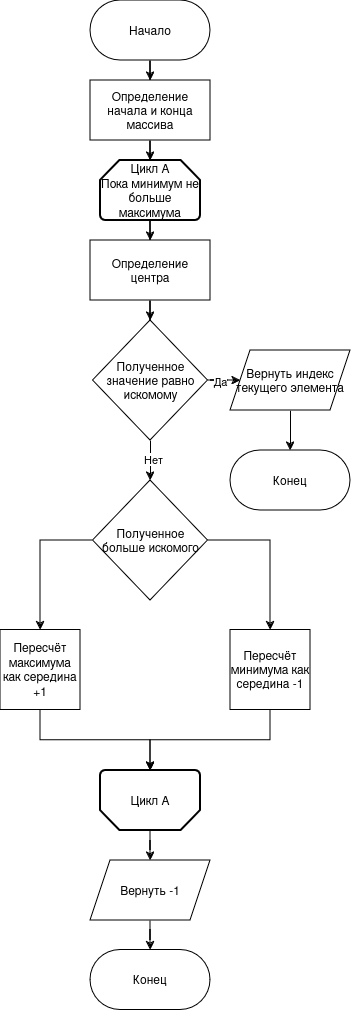 Начало
Определение
начала и конца
массива
Цикл А
Пока минимум не
больше
максимума
Определение
центра
Полученное
значение равно
искомому
Да
Вернуть индекс
текущего элемента
Конец
Нет
Полученное
больше искомого
Пересчёт
максимума
как середина
+1
Пересчёт
минимума как
середина -1
Цикл А
Вернуть -1
Конец